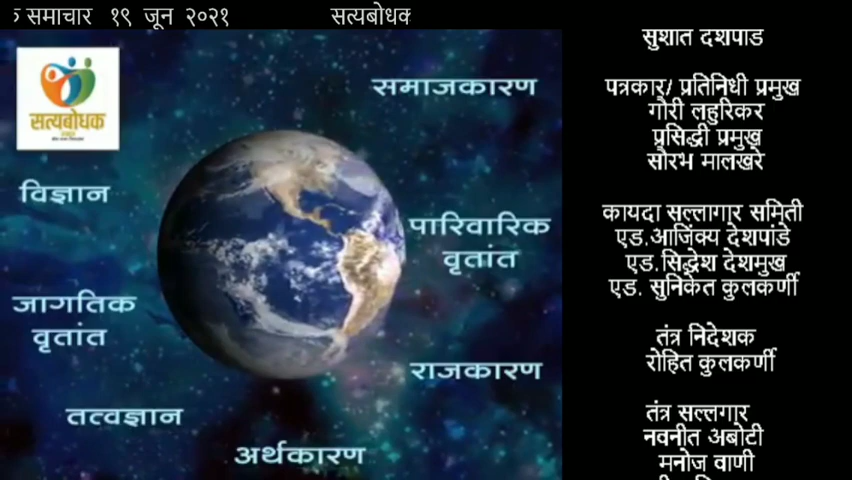 समाचार १९ जून २०२१ सत्यबोधक
सत्यबोधक
समाजकारण
विज्ञान
पारिवारिक
वृतांत
जागतिक
वृतांत
राजकारण
तत्वज्ञान
अर्थकारण
सुशांत देशपांडे
पत्रकार/ प्रतिनिधी प्रमुख
गौरी लहुरिकर
प्रसिद्धी प्रमुख
सौरभ मालखरे
कायदा सल्लागार समिती
एड.आजिंक्य देशपांडे
एड.सिद्धेश देशमुख
एड. सुनिकेत कुलकर्णी
तंत्र निदेशक
रोहित कुलकर्णी
तंत्र सल्लगार
नवनीत अबोटी
मनोज वाणी